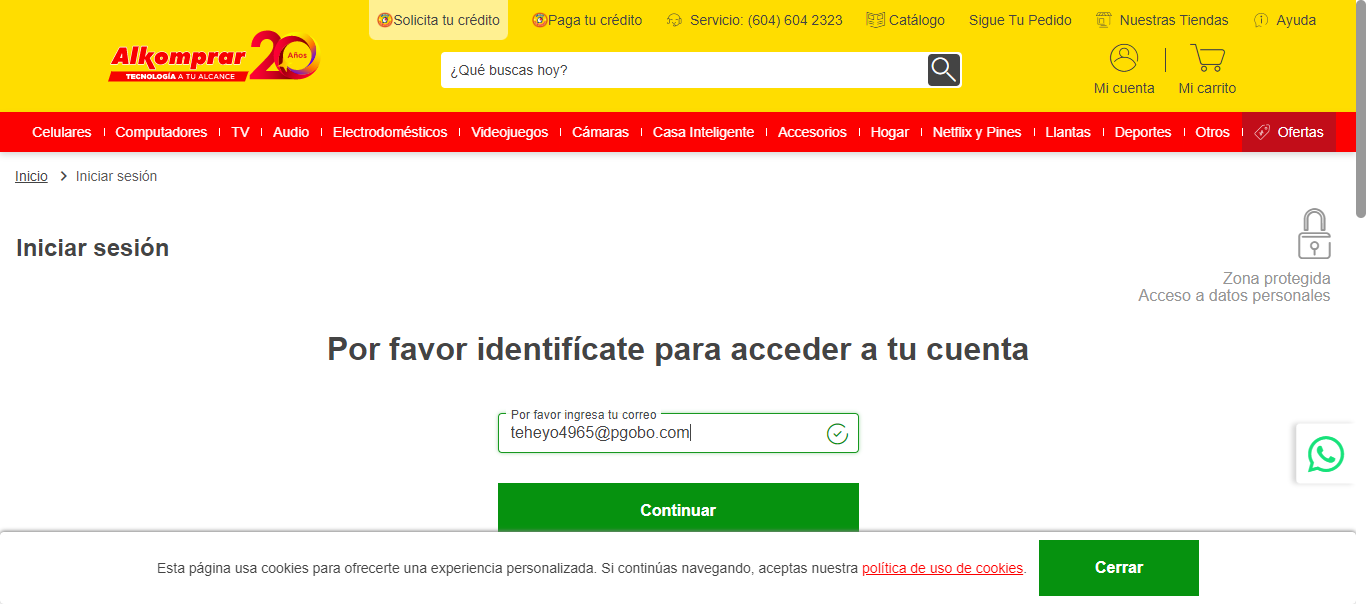 Solicita tu crédito
Paga tu crédito
Servicio: (604) 604 2323
Catálogo
Sigue Tu Pedido
Nuestras Tiendas
Ayuda
Alkomprar 20 Años
TECNOLOGÍA A TU ALCANCE
¿Qué buscas hoy?
Mi cuenta
Mi carrito
Celulares
Computadores
TV
Audio
Electrodomésticos
Videojuegos
Cámaras
Casa Inteligente
Accesorios
Hogar
Netflix y Pines
Llantas
Deportes
Otros
Ofertas
Inicio > Iniciar sesión
Iniciar sesión
Zona protegida
Acceso a datos personales
Por favor identifícate para acceder a tu cuenta
Por favor ingresa tu correo
teheyo4965@pgobo.com
Continuar
Esta página usa cookies para ofrecerte una experiencia personalizada. Si continúas navegando, aceptas nuestra política de uso de cookies.
Cerrar